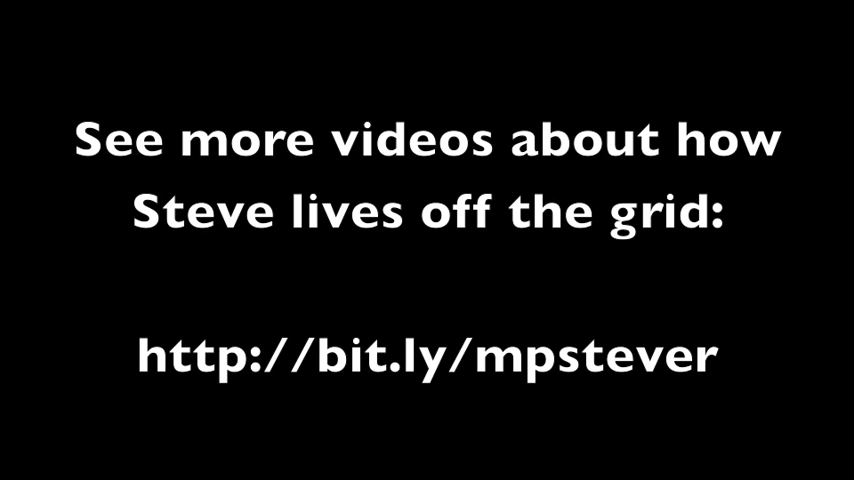 See more videos about how
Steve lives off the grid:
http://bit.ly/mpstever